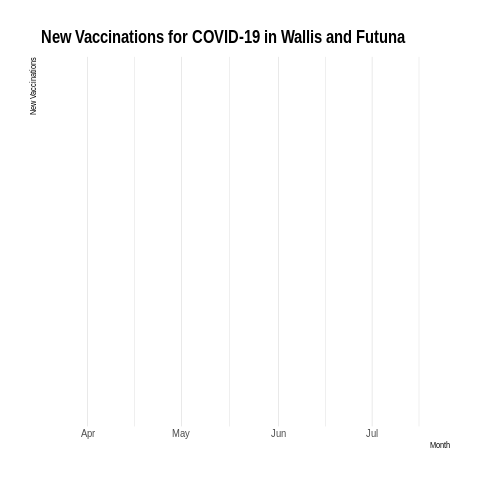 New Vaccinations for COVID-19 in Wallis and Futuna
New Vaccinations
Apr
May
Jun
Jul
Month